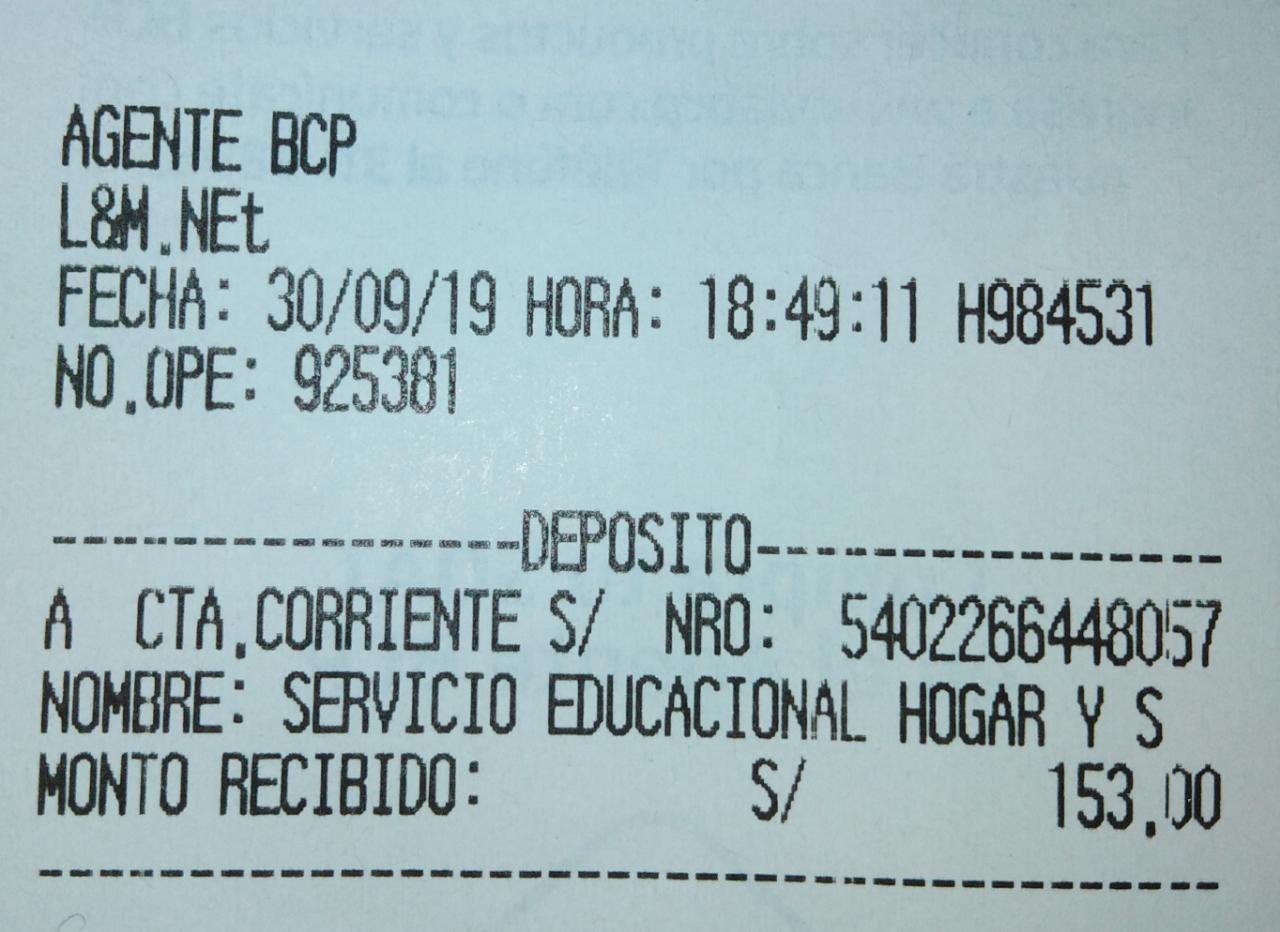 AGENTE BCP
L&M.NEt
FECHA: 30/09/19 HORA: 18:49:11 H984531
NO.OPE: 925381
----------------DEPOSITO----------------
A CTA.CORRIENTE S/ NRO: 5402266448057
NOMBRE: SERVICIO EDUCACIONAL HOGAR Y S
MONTO RECIBIDO: S/ 153.00
----------------------------------------